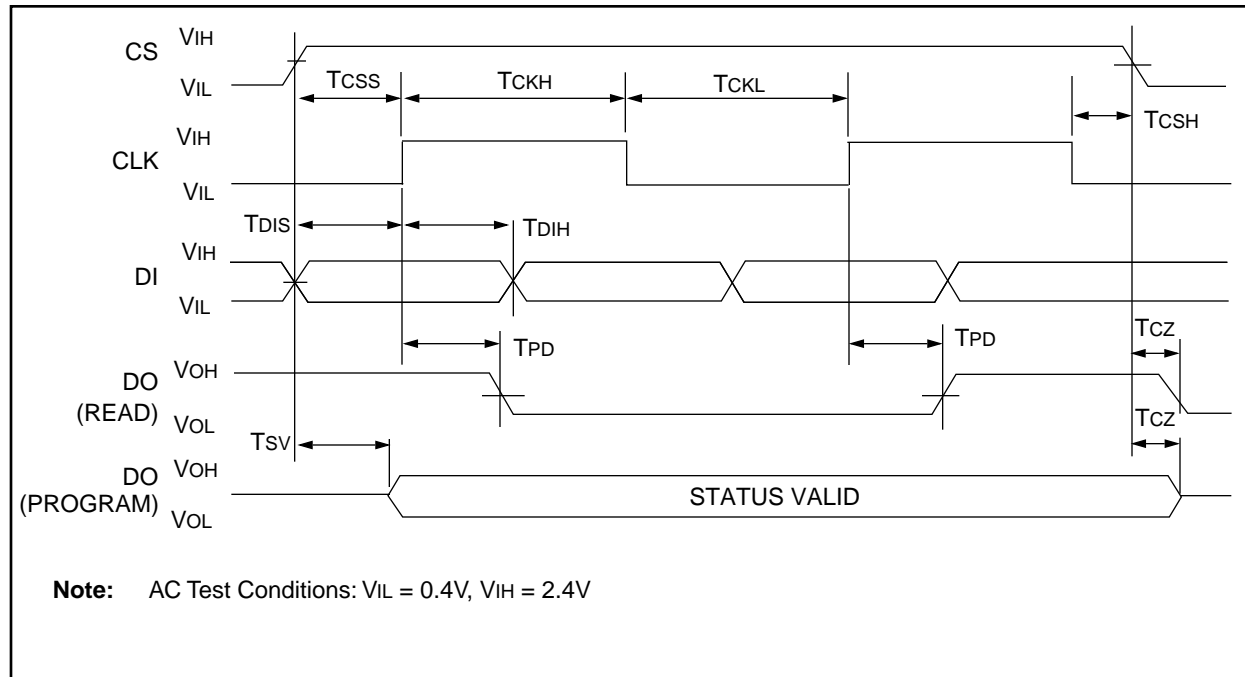 CS
VIH
VIL
TCSS
TCKH
TCKL
TCSH
CLK
VIH
VIL
TDIS
TDIH
DI
VIH
VIL
TPD
TPD
TCZ
DO
(READ)
VOH
VOL
TSV
TCZ
DO
(PROGRAM)
VOH
VOL
STATUS VALID
Note: AC Test Conditions: VIL = 0.4V, VIH = 2.4V